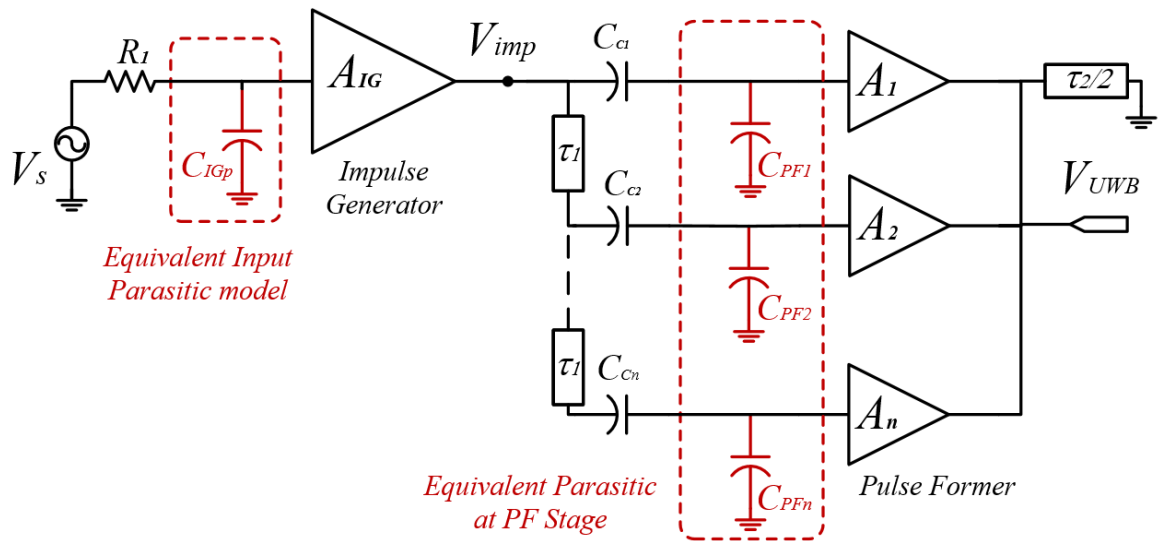 R1
AIG
Vimp
Cc1
A1
τ2/2
Vs
CIGp
Impulse
Generator
τ1
Cc2
CPF1
A2
VUWB
Equivalent Input
Parasitic model
CPF2
τ1
CCn
An
Equivalent Parasitic
at PF Stage
CPFn
Pulse Former